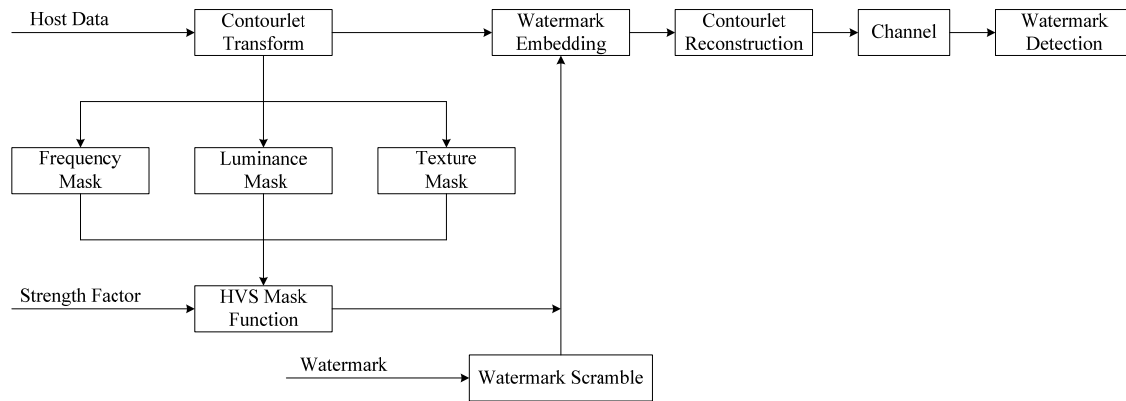 Host Data
Contourlet
Transform
Watermark
Embedding
Contourlet
Reconstruction
Channel
Watermark
Detection
Frequency
Mask
Luminance
Mask
Texture
Mask
Strength Factor
HVS Mask
Function
Watermark
Watermark Scramble